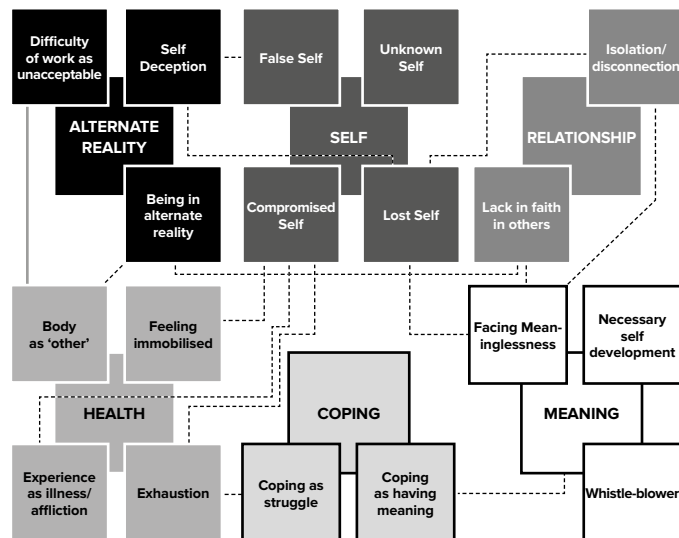 Difficulty
of work as
unacceptable
Self
Deception
False Self
Unknown
Self
Isolation/
disconnection
ALTERNATE
REALITY
SELF
RELATIONSHIP
Being in
alternate
reality
Compromised
Self
Lost Self
Lack in faith
in others
Body
as ‘other’
Feeling
immobilised
Facing Mean-
inglessness
Necessary
self
development
HEALTH
COPING
MEANING
Experience
as illness/
affliction
Exhaustion
Coping as
struggle
Coping
as having
meaning
Whistle-blower